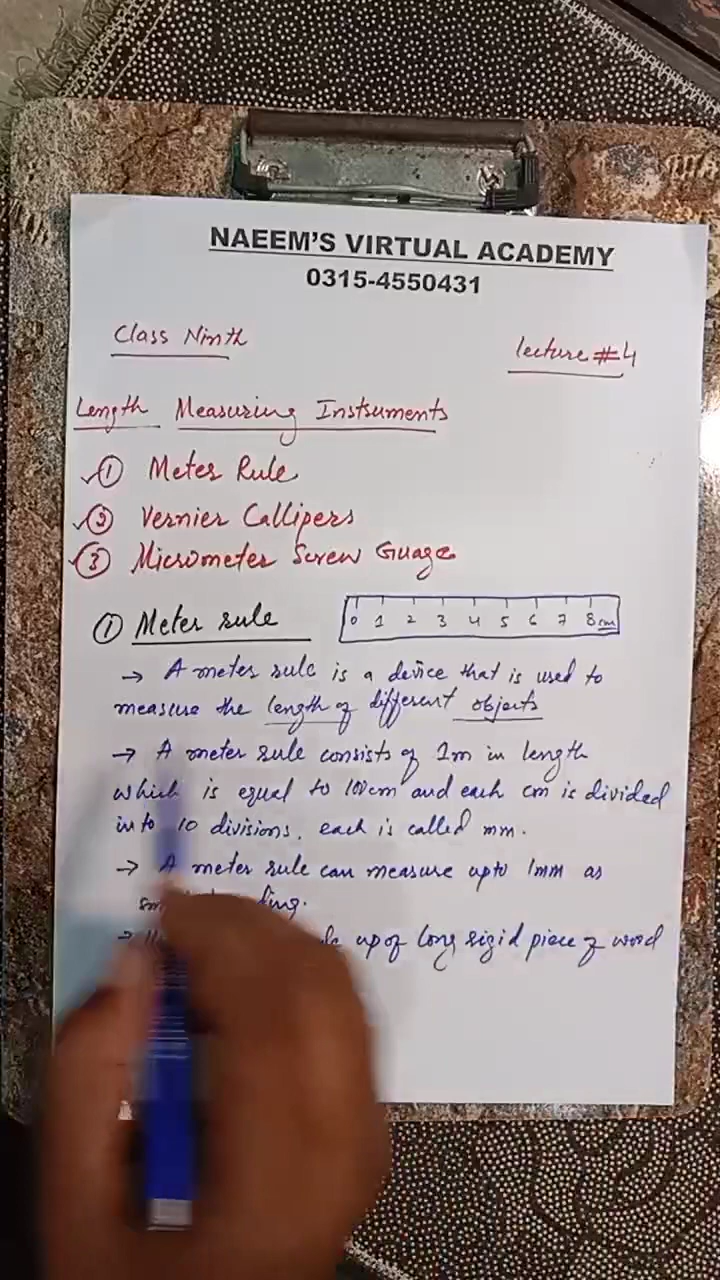 NAEEM'S VIRTUAL ACADEMY
0315-4550431
Class Ninth
lecture #4
Length Measuring Instsuments
① Meter Rule
② Vernier Callipers
③ Micrometer Screw Guage
① Meter rule
0 1 2 3 4 5 6 7 8 cm
→ A meter rule is a device that is used to
measure the length of different objects
→ A meter rule consists of 1m in length
which is equal to 100cm and each cm is divided
into 10 divisions, each is called mm.
→ A meter rule can measure upto 1mm as
→ up of long rigid piece of wood